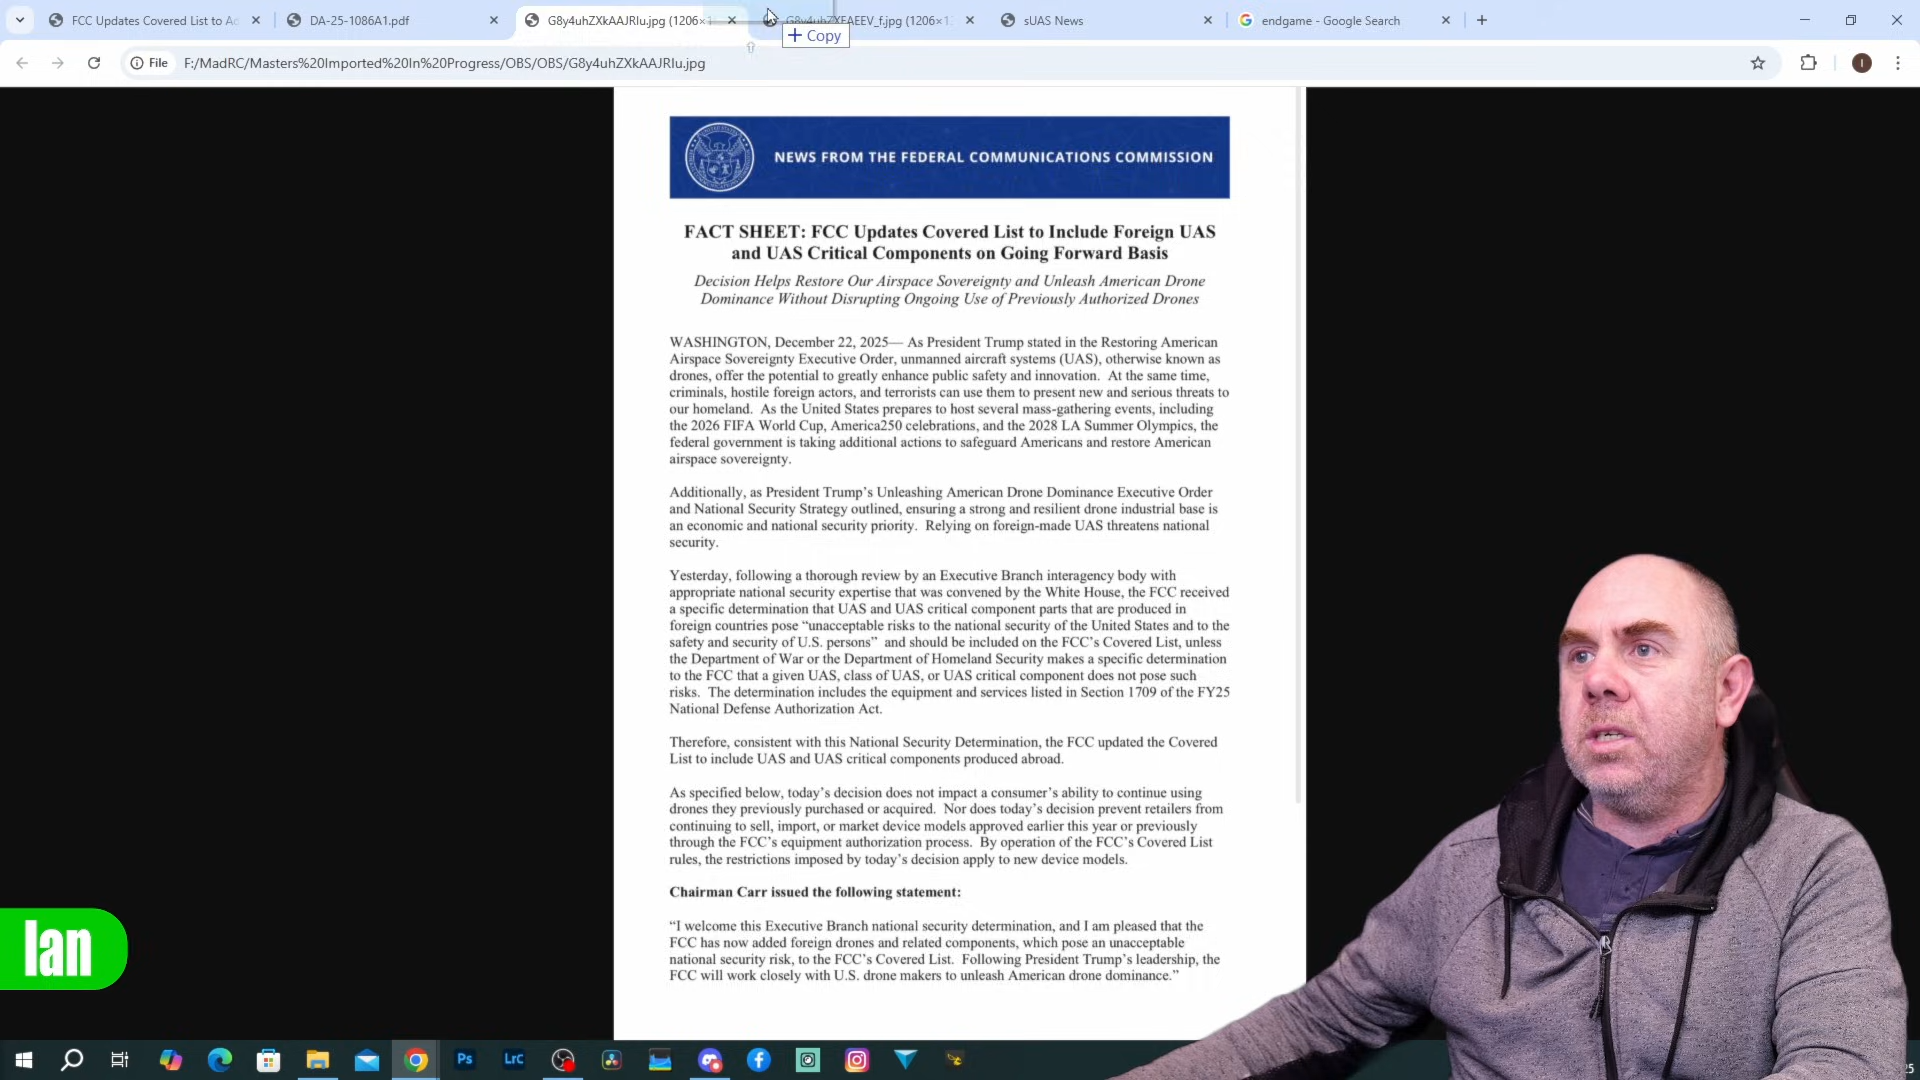 FCC Updates Covered List to Ad
DA-25-1086A1.pdf
G8y4uhZXkAAJRlu.jpg (1206×1
G8y4uhZXEAEEV_f.jpg (1206×1
sUAS News
endgame - Google Search
Copy
File
F:/MadRC/Masters%20Imported%20In%20Progress/OBS/OBS/G8y4uhZXkAAJRlu.jpg
NEWS FROM THE FEDERAL COMMUNICATIONS COMMISSION
FACT SHEET: FCC Updates Covered List to Include Foreign UAS
and UAS Critical Components on Going Forward Basis
Decision Helps Restore Our Airspace Sovereignty and Unleash American Drone
Dominance Without Disrupting Ongoing Use of Previously Authorized Drones
WASHINGTON, December 22, 2025— As President Trump stated in the Restoring American
Airspace Sovereignty Executive Order, unmanned aircraft systems (UAS), otherwise known as
drones, offer the potential to greatly enhance public safety and innovation. At the same time,
criminals, hostile foreign actors, and terrorists can use them to present new and serious threats to
our homeland. As the United States prepares to host several mass-gathering events, including
the 2026 FIFA World Cup, America250 celebrations, and the 2028 LA Summer Olympics, the
federal government is taking additional actions to safeguard Americans and restore American
airspace sovereignty.
Additionally, as President Trump’s Unleashing American Drone Dominance Executive Order
and National Security Strategy outlined, ensuring a strong and resilient drone industrial base is
an economic and national security priority. Relying on foreign-made UAS threatens national
security.
Yesterday, following a thorough review by an Executive Branch interagency body with
appropriate national security expertise that was convened by the White House, the FCC received
a specific determination that UAS and UAS critical component parts that are produced in
foreign countries pose “unacceptable risks to the national security of the United States and to the
safety and security of U.S. persons” and should be included on the FCC’s Covered List, unless
the Department of War or the Department of Homeland Security makes a specific determination
to the FCC that a given UAS, class of UAS, or UAS critical component does not pose such
risks. The determination includes the equipment and services listed in Section 1709 of the FY25
National Defense Authorization Act.
Therefore, consistent with this National Security Determination, the FCC updated the Covered
List to include UAS and UAS critical components produced abroad.
As specified below, today’s decision does not impact a consumer’s ability to continue using
drones they previously purchased or acquired. Nor does today’s decision prevent retailers from
continuing to sell, import, or market device models approved earlier this year or previously
through the FCC’s equipment authorization process. By operation of the FCC’s Covered List
rules, the restrictions imposed by today’s decision apply to new device models.
Chairman Carr issued the following statement:
“I welcome this Executive Branch national security determination, and I am pleased that the
FCC has now added foreign drones and related components, which pose an unacceptable
national security risk, to the FCC’s Covered List. Following President Trump’s leadership, the
FCC will work closely with U.S. drone makers to unleash American drone dominance.”
Ian
Ps
LrC
25